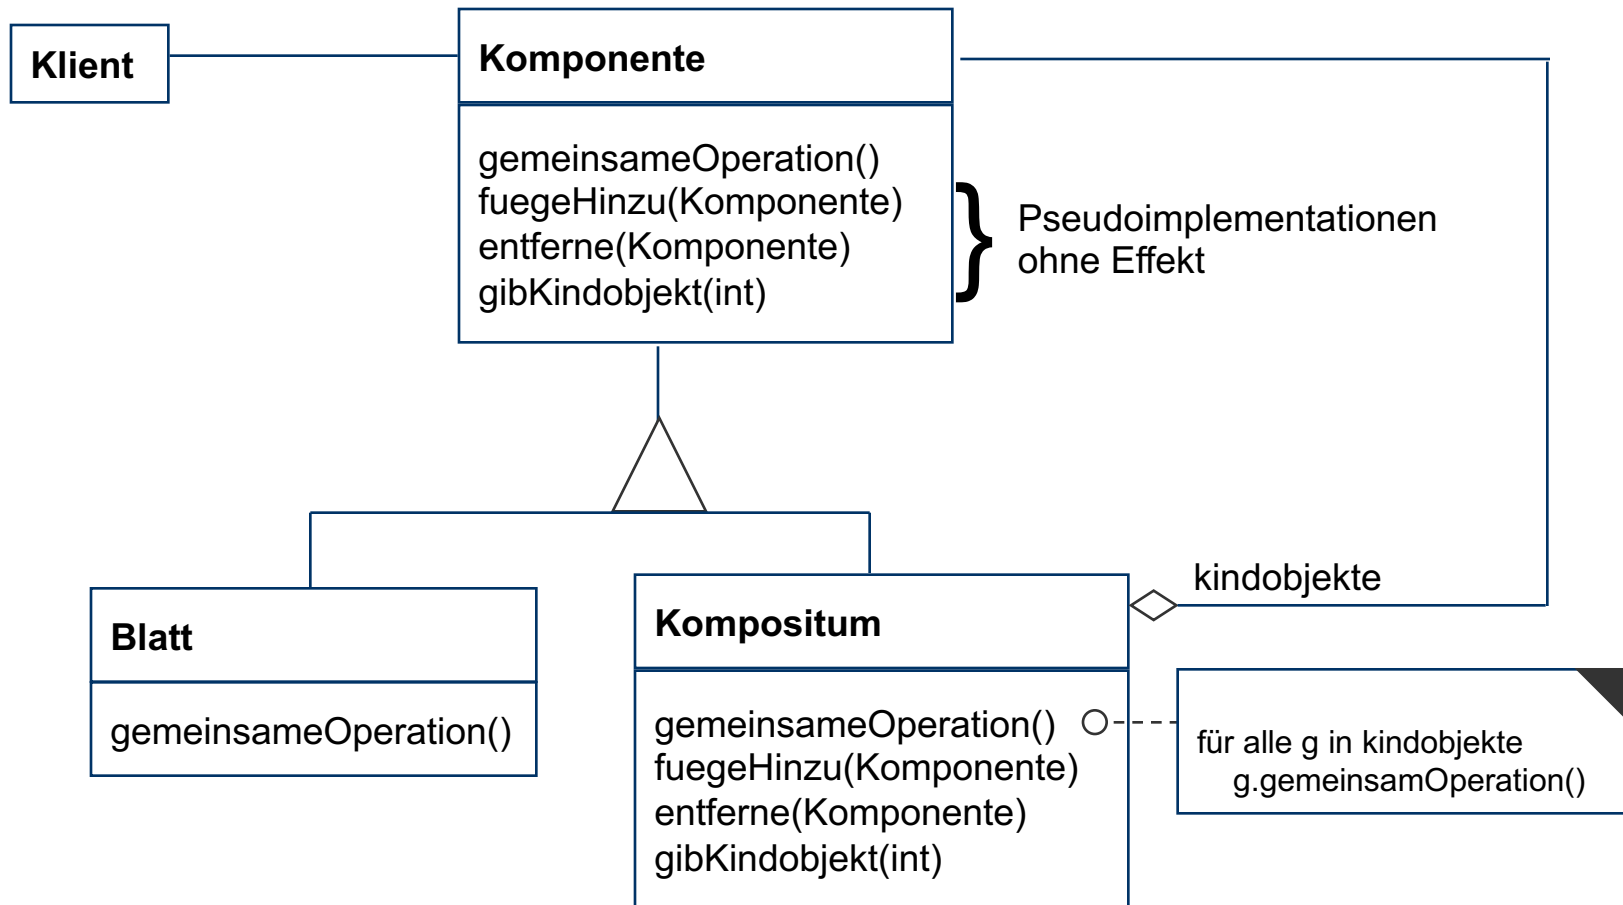 Klient
Komponente
gemeinsameOperation()
fuegeHinzu(Komponente)
entferne(Komponente)
gibKindobjekt(int)
}
Pseudoimplementationen
ohne Effekt
kindobjekte
Blatt
gemeinsameOperation()
Kompositum
gemeinsameOperation()
fuegeHinzu(Komponente)
entferne(Komponente)
gibKindobjekt(int)
für alle g in kindobjekte
g.gemeinsamOperation()